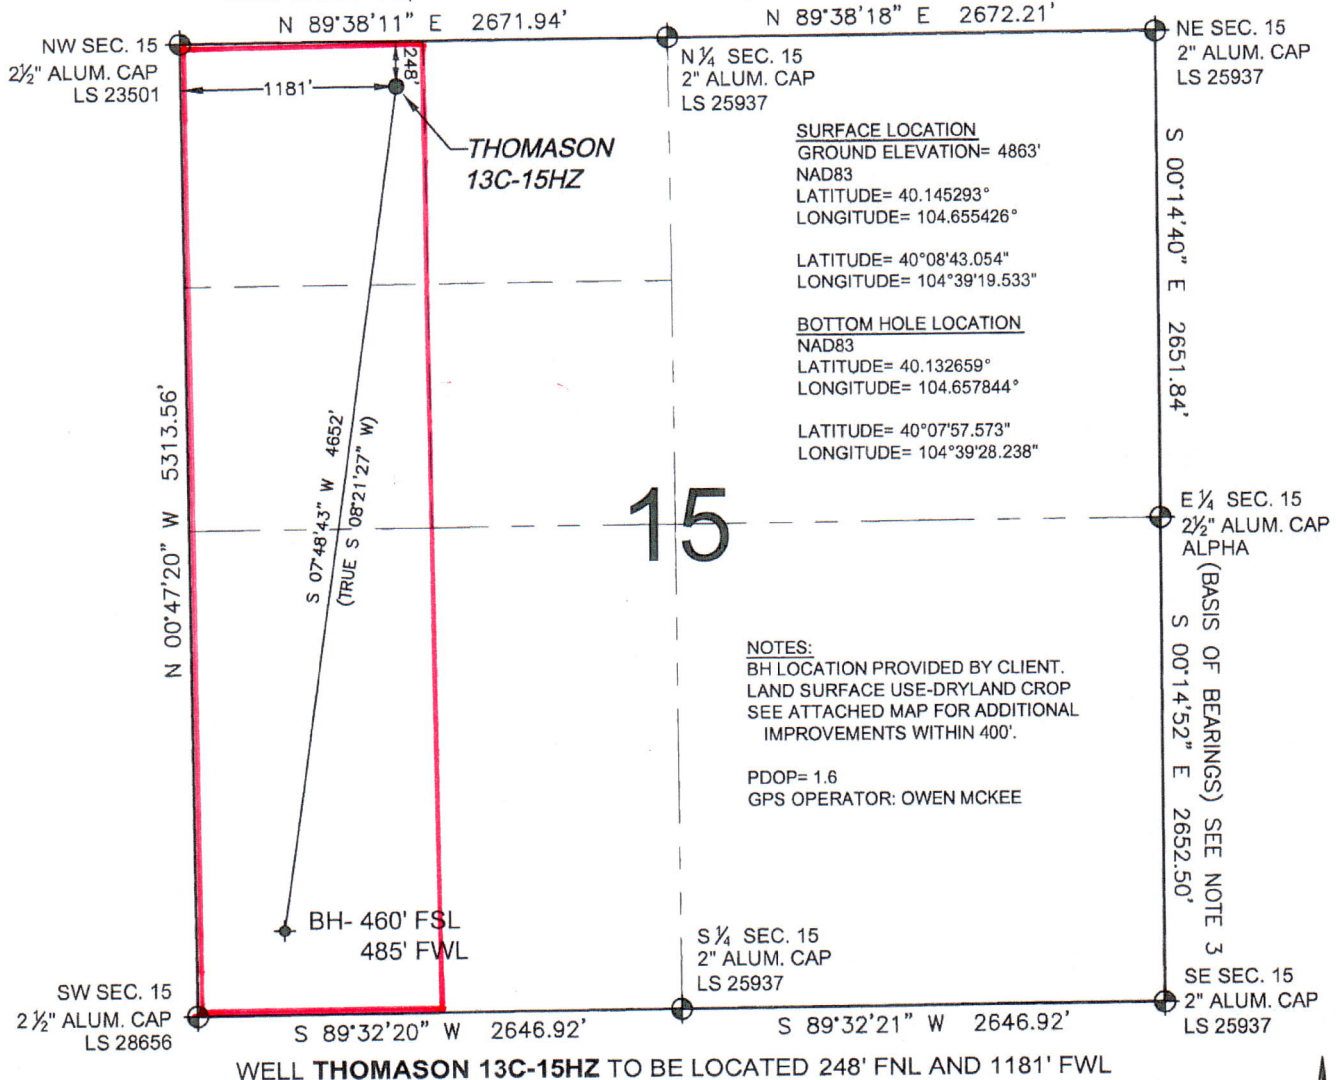 N 89°38'11" E 2671.94'
N 89°38'18" E 2672.21'
NW SEC. 15
2½" ALUM. CAP
LS 23501
N ¼ SEC. 15
2" ALUM. CAP
LS 25937
NE SEC. 15
2" ALUM. CAP
LS 25937
248'
1181'
THOMASON
13C-15HZ
SURFACE LOCATION
GROUND ELEVATION= 4863'
NAD83
LATITUDE= 40.145293°
LONGITUDE= 104.655426°
LATITUDE= 40°08'43.054"
LONGITUDE= 104°39'19.533"
BOTTOM HOLE LOCATION
NAD83
LATITUDE= 40.132659°
LONGITUDE= 104.657844°
LATITUDE= 40°07'57.573"
LONGITUDE= 104°39'28.238"
S 00°14'40" E 2651.84'
N 00°47'20" W 5313.56'
S 07°48'43" W 4652'
(TRUE S 08°21'27" W)
15
E ¼ SEC. 15
2½" ALUM. CAP
ALPHA
(BASIS OF BEARINGS) SEE NOTE 3
S 00°14'52" E 2652.50'
NOTES:
BH LOCATION PROVIDED BY CLIENT.
LAND SURFACE USE-DRYLAND CROP
SEE ATTACHED MAP FOR ADDITIONAL
IMPROVEMENTS WITHIN 400'.
PDOP= 1.6
GPS OPERATOR: OWEN MCKEE
BH- 460' FSL
485' FWL
SW SEC. 15
2 ½" ALUM. CAP
LS 28656
S ¼ SEC. 15
2" ALUM. CAP
LS 25937
SE SEC. 15
2" ALUM. CAP
LS 25937
S 89°32'20" W 2646.92'
S 89°32'21" W 2646.92'
WELL THOMASON 13C-15HZ TO BE LOCATED 248' FNL AND 1181' FWL